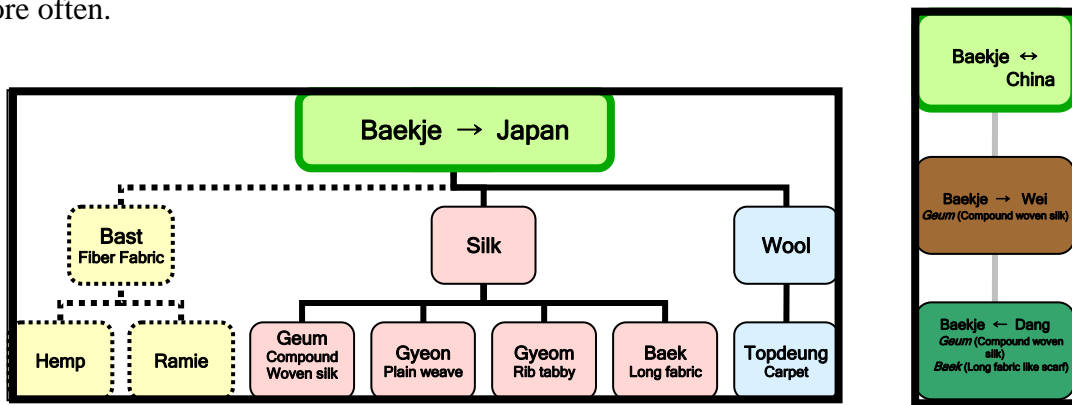 ore often.
Baekje → Japan
Bast
Fiber Fabric
Silk
Wool
Hemp
Ramie
Geum
Compound
Woven silk
Gyeon
Plain weave
Gyeom
Rib tabby
Baek
Long fabric
Topdeung
Carpet
Baekje ↔
China
Baekje → Wei
Geum (Compound woven silk)
Baekje ← Dang
Geum (Compound woven
silk)
Baek (Long fabric like scarf)